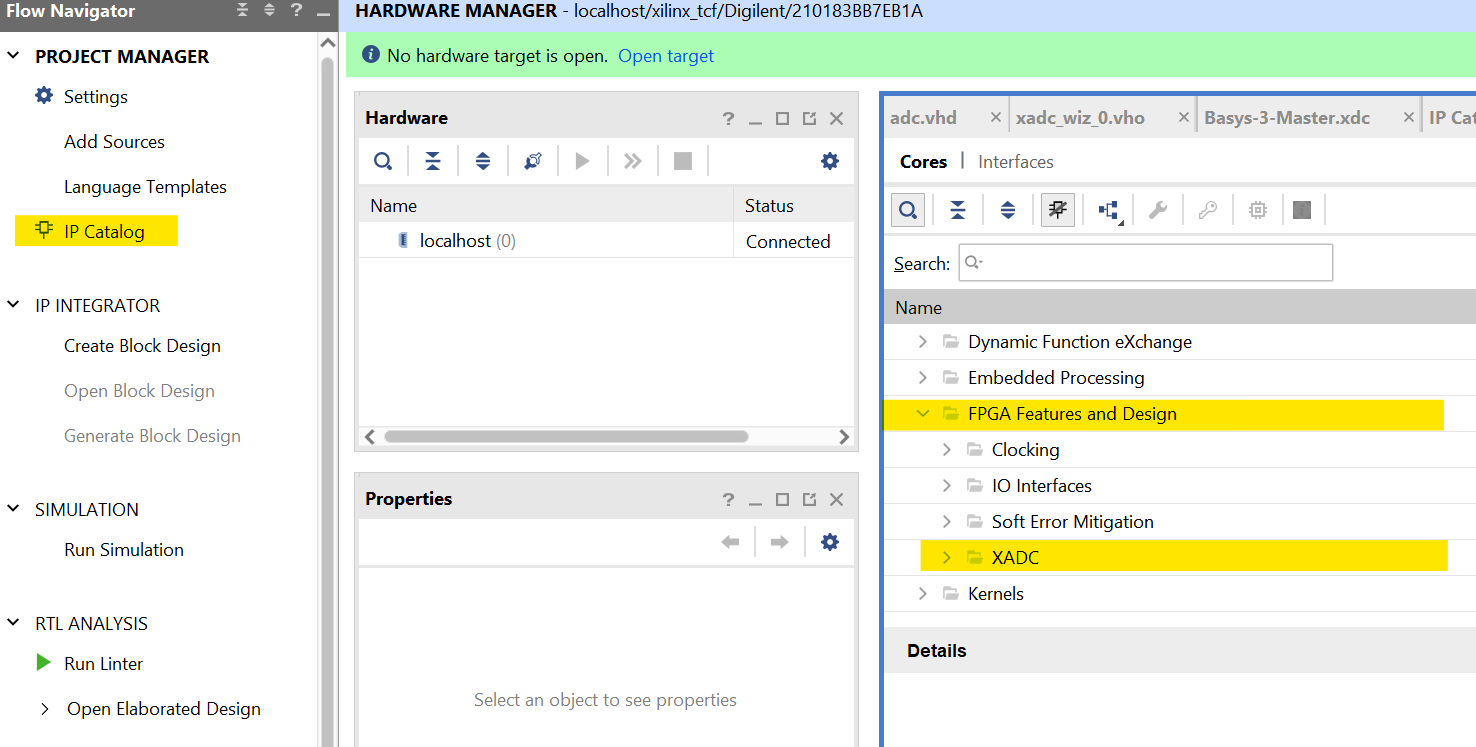 Flow Navigator
PROJECT MANAGER
Settings
Add Sources
Language Templates
IP Catalog
IP INTEGRATOR
Create Block Design
Open Block Design
Generate Block Design
SIMULATION
Run Simulation
RTL ANALYSIS
Run Linter
Open Elaborated Design
HARDWARE MANAGER - localhost/xilinx_tcf/Digilent/210183BB7EB1A
No hardware target is open. Open target
Hardware
Name Status
localhost (0) Connected
Properties
Select an object to see properties
adc.vhd xadc_wiz_0.vho Basys-3-Master.xdc IP Cat
Cores | Interfaces
Search:
Name
Dynamic Function eXchange
Embedded Processing
FPGA Features and Design
Clocking
IO Interfaces
Soft Error Mitigation
XADC
Kernels
Details